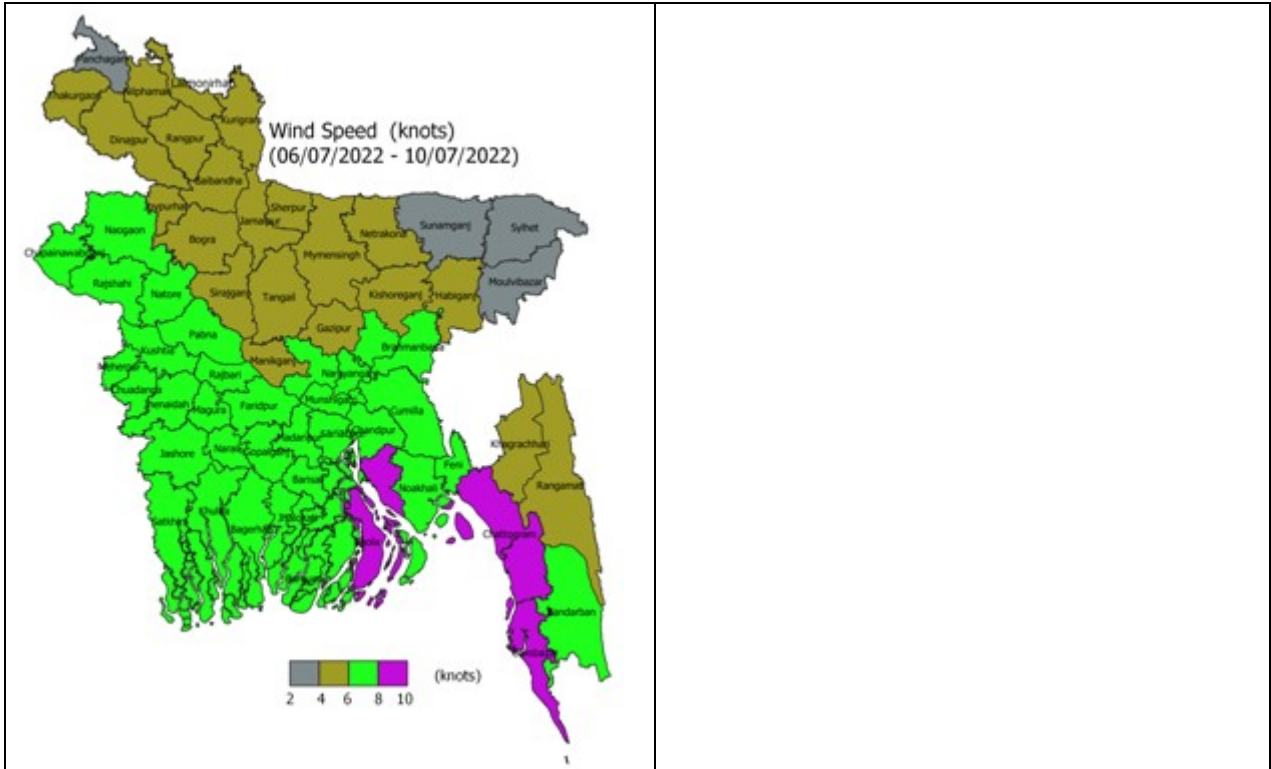 Panchagarh
Lalmonirhat
Nilphamari
Thakurgaon
Kurigram
Wind Speed (knots)
Dinajpur
Rangpur
(06/07/2022 - 10/07/2022)
Gaibandha
Joypurhat
Sherpur
Jamalpur
Naogaon
Bogra
Netrakona
Sunamganj
Sylhet
Chapainawabganj
Mymensingh
Rajshahi
Natore
Sirajganj
Tangail
Kishoreganj
Habiganj
Moulvibazar
Gazipur
Pabna
Kushtia
Brahmanbaria
Manikganj
Meherpur
Rajbari
Narayanganj
Chuadanga
Jhenaidah
Magura
Faridpur
Munshiganj
Cumilla
Madaripur
Shariatpur
Chandpur
Jashore
Narail
Gopalganj
Khagrachhari
Barisal
Noakhali
Feni
Rangamati
Satkhira
Khulna
Bagerhat
Jhalokati
Bhola
Chattogram
Bandarban
(knots)
2 4 6 8 10